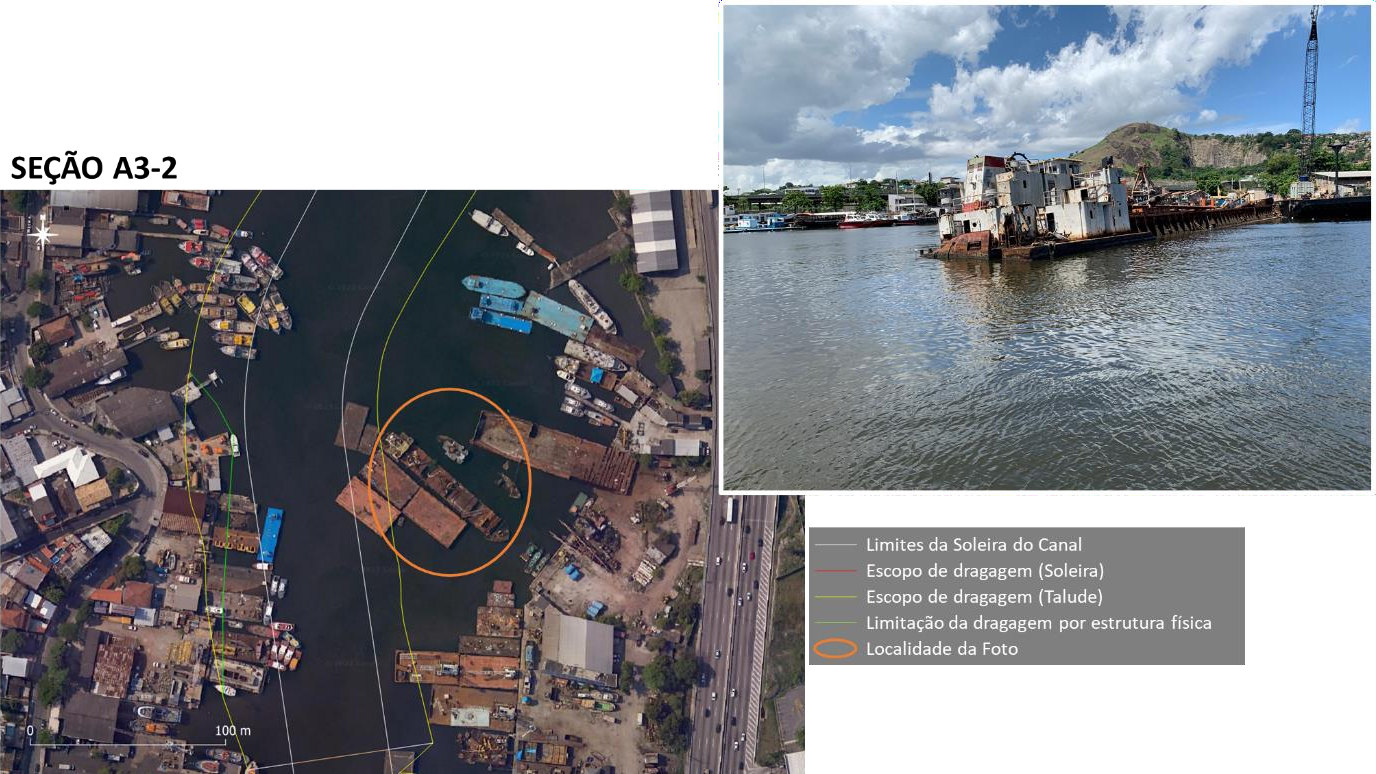 SEÇÃO A3-2
0
100 m
Limites da Soleira do Canal
Escopo de dragagem (Soleira)
Escopo de dragagem (Talude)
Limitação da dragagem por estrutura física
Localidade da Foto